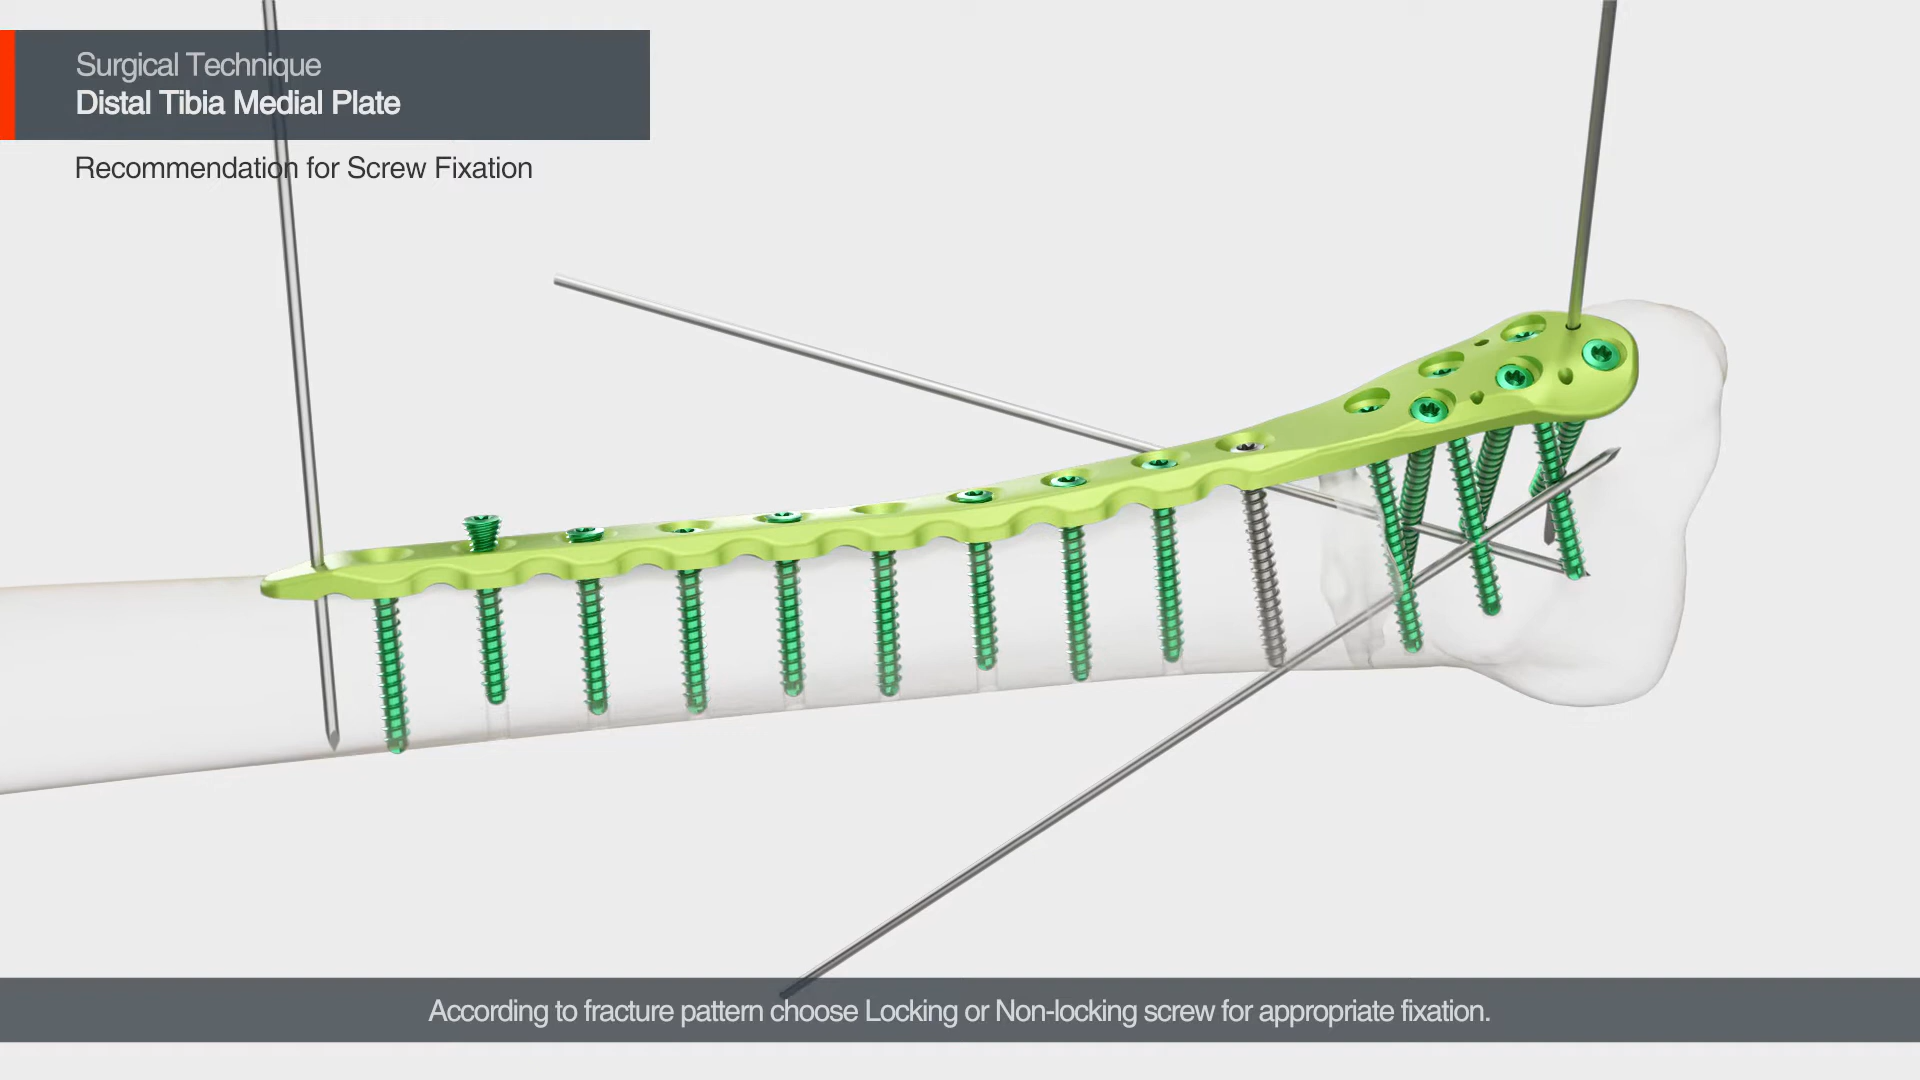 Surgical Technique
Distal Tibia Medial Plate
Recommendation for Screw Fixation
According to fracture pattern choose Locking or Non-locking screw for appropriate fixation.